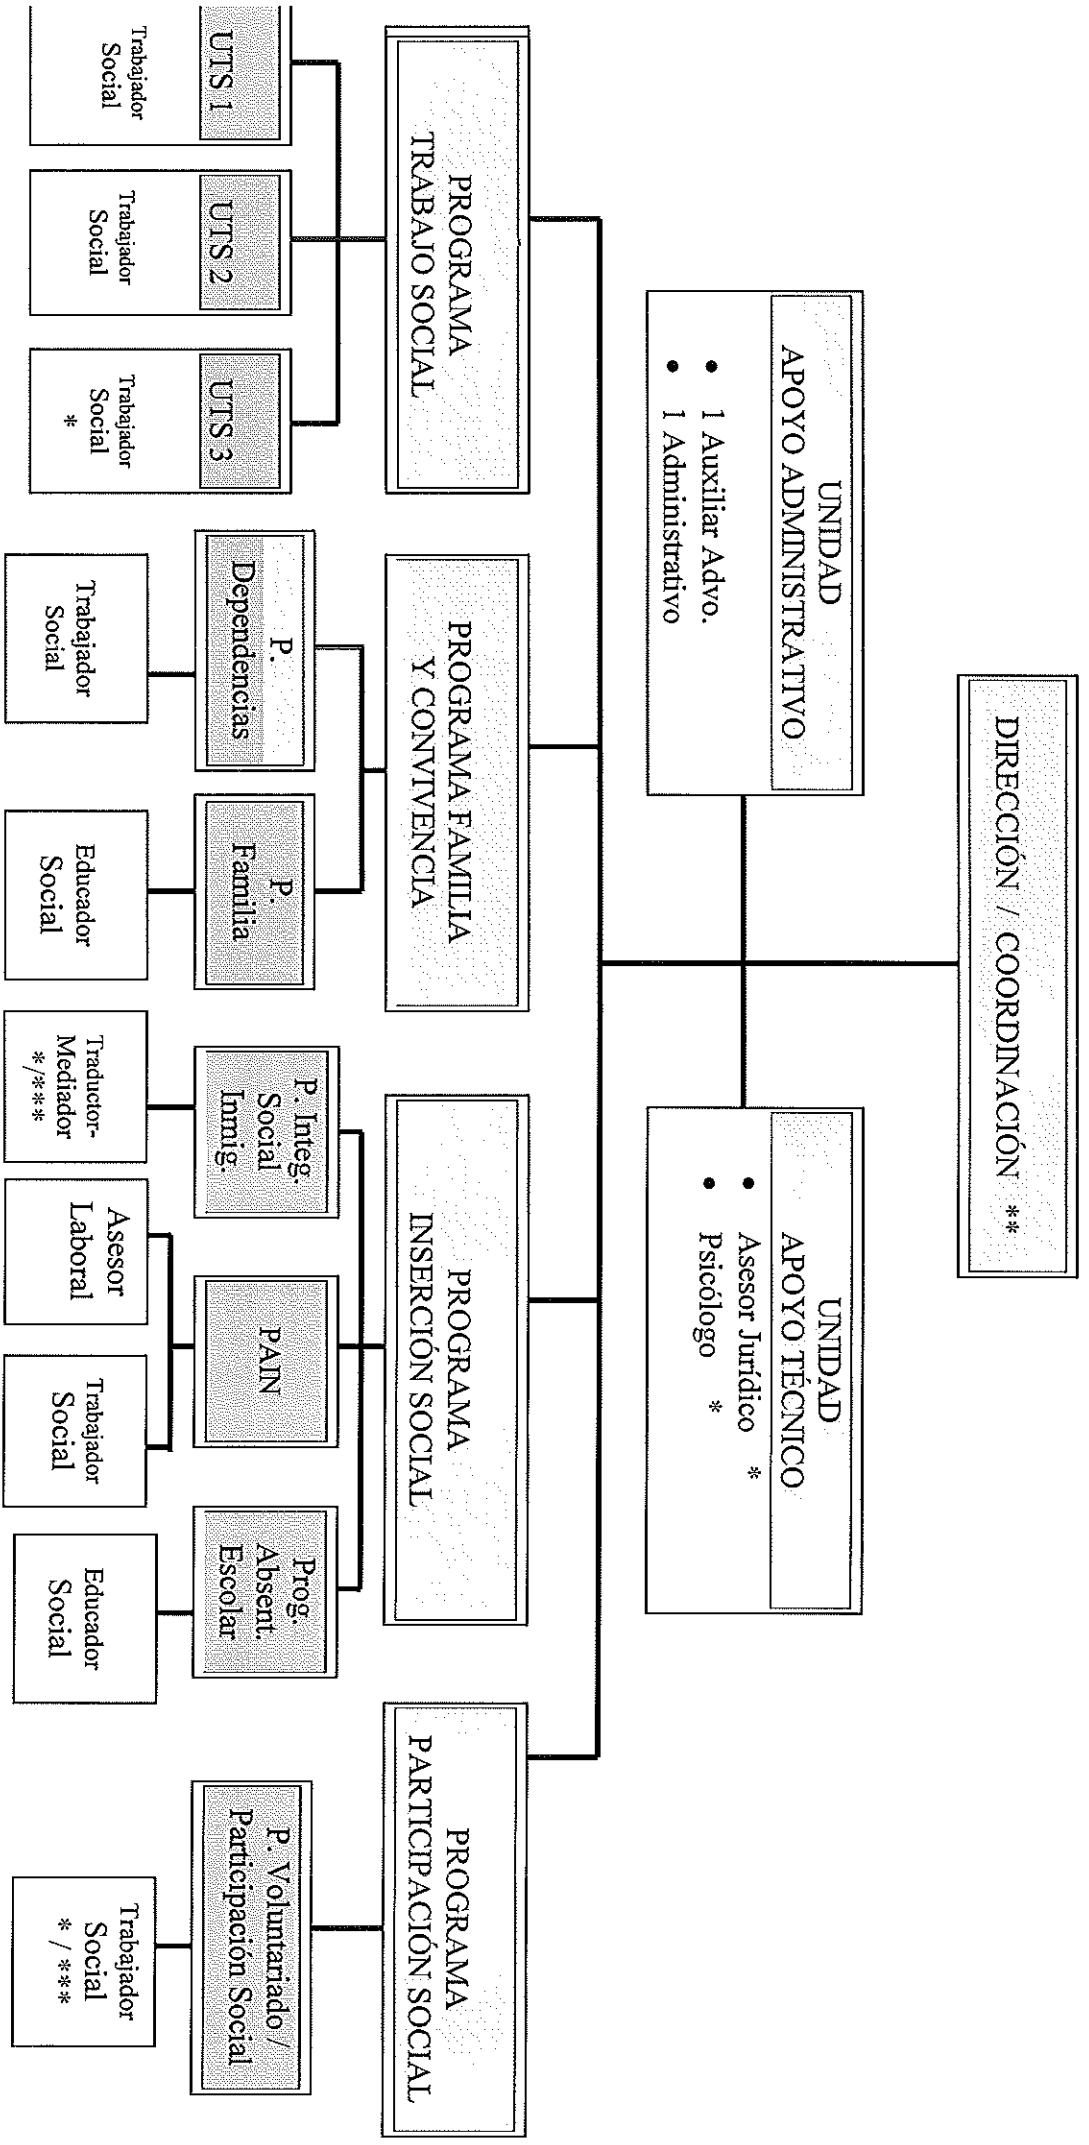 DIRECCIÓN / COORDINACIÓN **
UNIDAD
APOYO ADMINISTRATIVO
• 1 Auxiliar Advo.
• 1 Administrativo
UNIDAD
APOYO TÉCNICO
• Asesor Jurídico *
• Psicólogo *
PROGRAMA
TRABAJO SOCIAL
UTS 1
Trabajador
Social
UTS 2
Trabajador
Social
UTS 3
Trabajador
Social
*
PROGRAMA FAMILIA
Y CONVIVENCIA
P.
Dependencias
Trabajador
Social
P.
Familia
Educador
Social
PROGRAMA
INSERCIÓN SOCIAL
P. Integ.
Social
Inmig.
Traductor-
Mediador
*/***
PAIN
Asesor
Laboral
Trabajador
Social
Prog.
Absent.
Escolar
Educador
Social
PROGRAMA
PARTICIPACIÓN SOCIAL
P. Voluntariado /
Participación Social
Trabajador
Social
* / ***